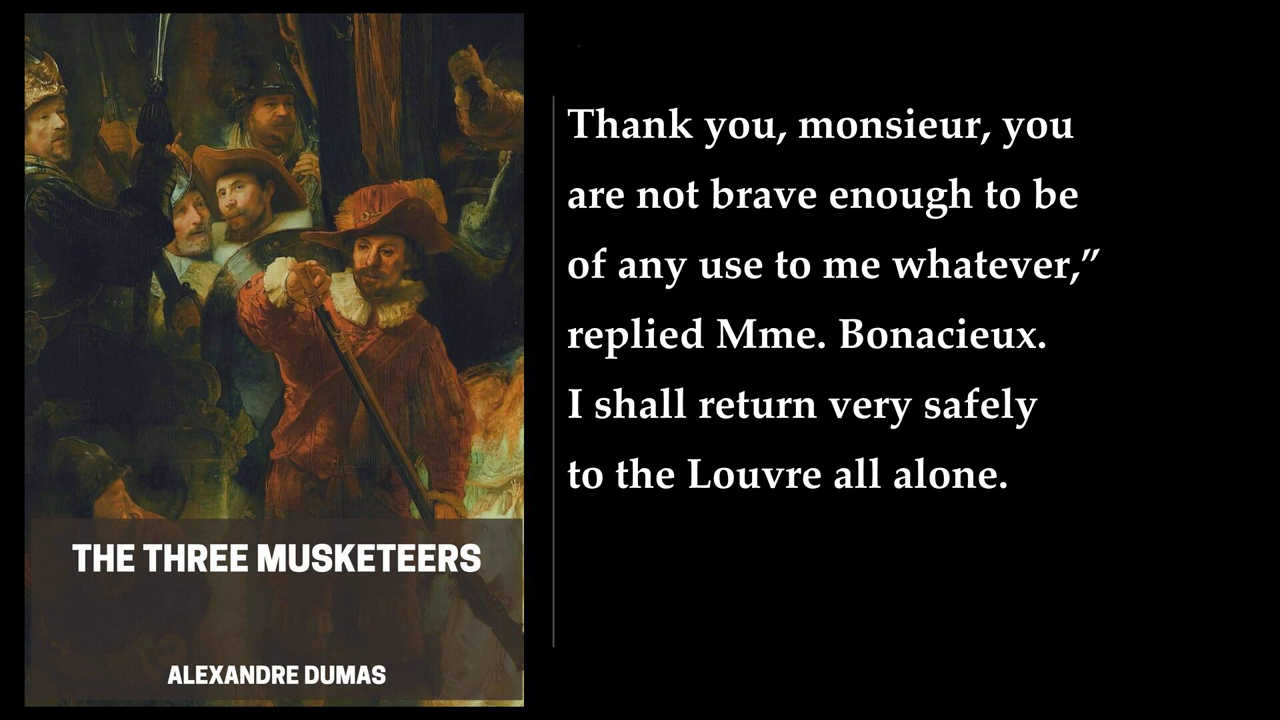 THE THREE MUSKETEERS
ALEXANDRE DUMAS
Thank you, monsieur, you
are not brave enough to be
of any use to me whatever,”
replied Mme. Bonacieux.
I shall return very safely
to the Louvre all alone.